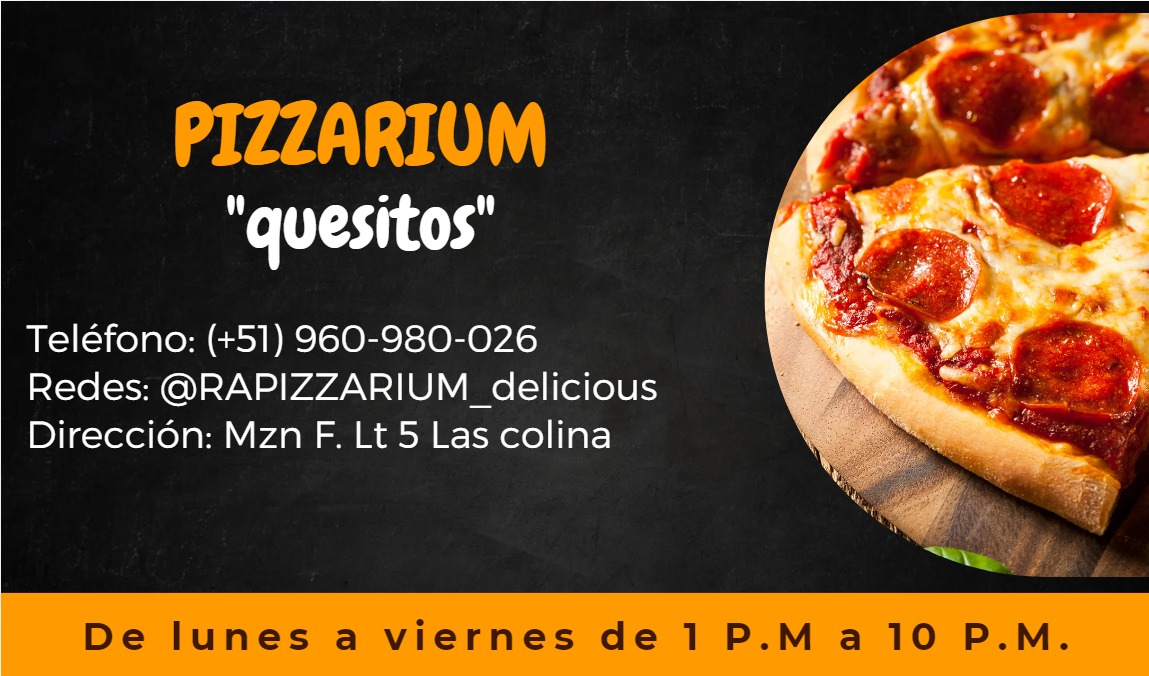 PIZZARIUM
"quesitos"
Teléfono: (+51) 960-980-026
Redes: @RAPIZZARIUM_delicious
Dirección: Mzn F. Lt 5 Las colina
De lunes a viernes de 1 P.M a 10 P.M.